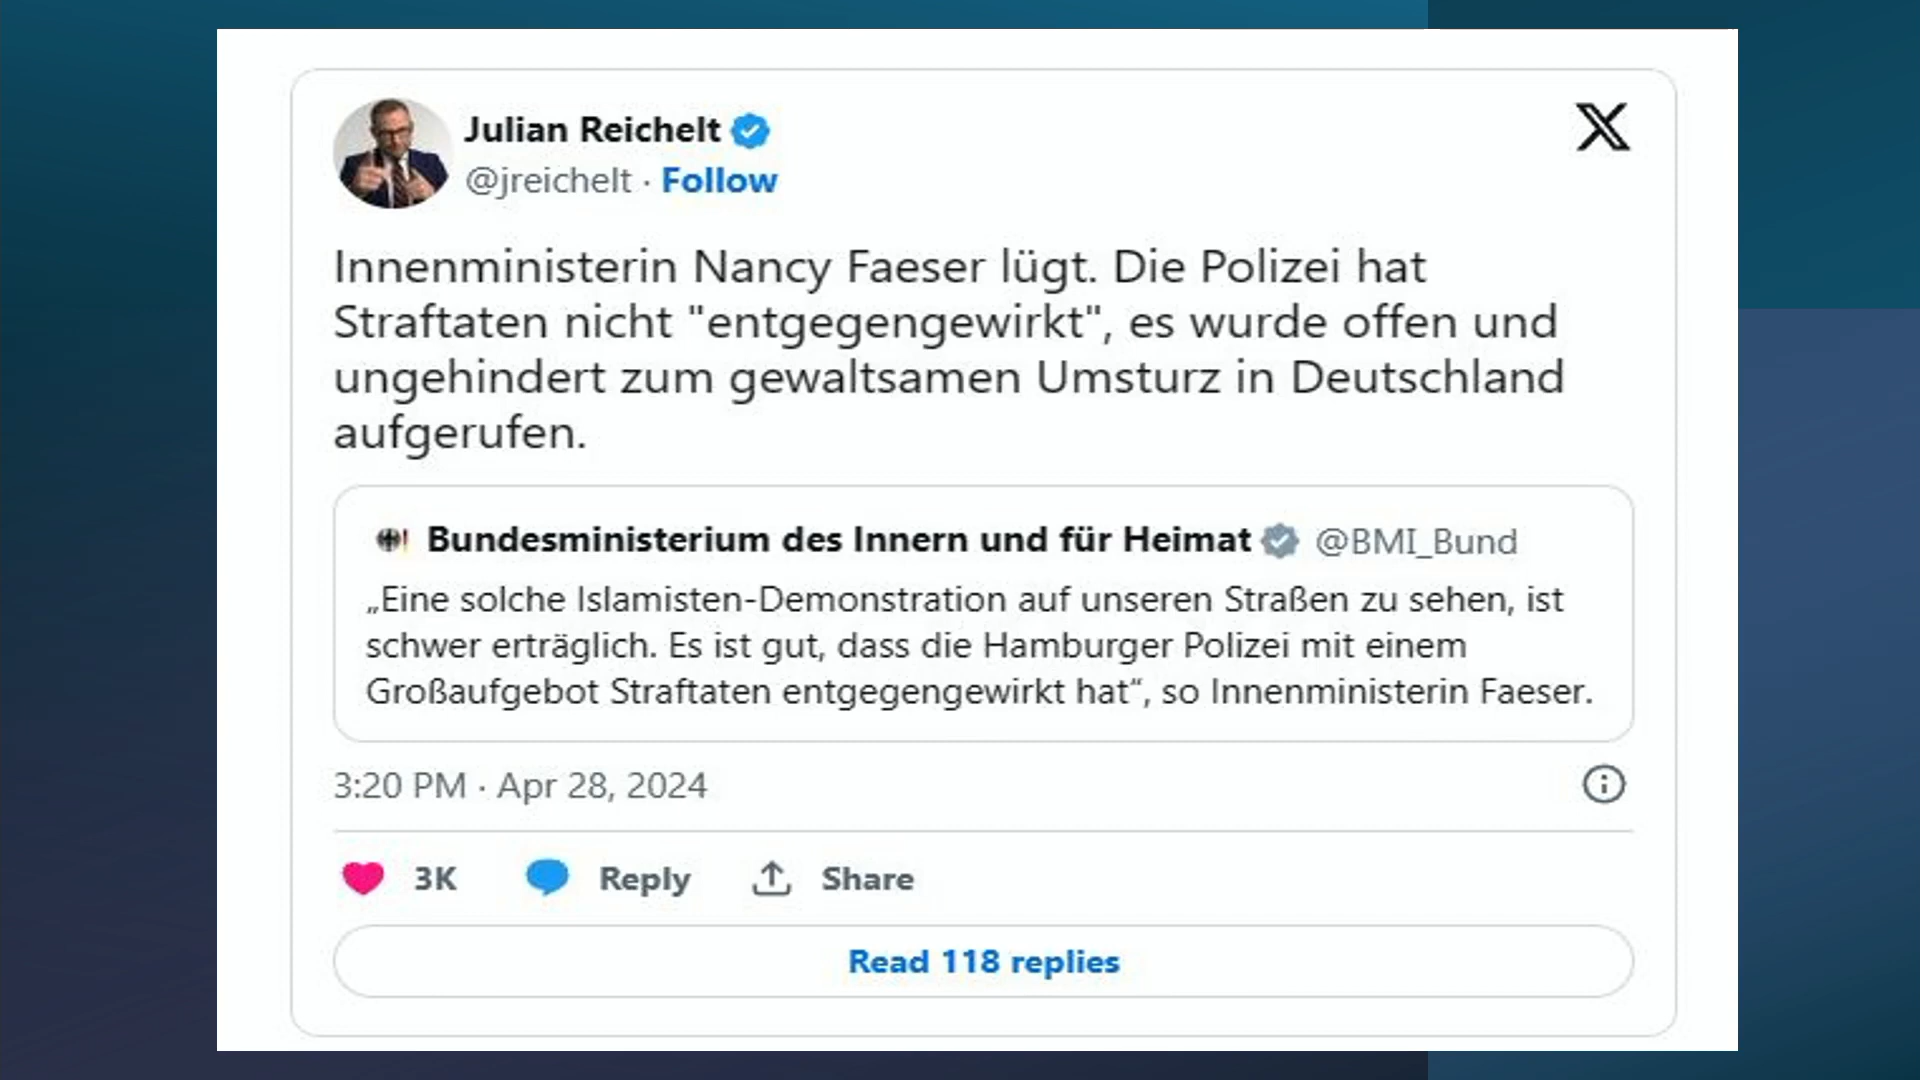 Julian Reichelt
@jreichelt · Follow
Innenministerin Nancy Faeser lügt. Die Polizei hat
Straftaten nicht "entgegengewirkt", es wurde offen und
ungehindert zum gewaltsamen Umsturz in Deutschland
aufgerufen.
Bundesministerium des Innern und für Heimat @BMI_Bund
„Eine solche Islamisten-Demonstration auf unseren Straßen zu sehen, ist
schwer erträglich. Es ist gut, dass die Hamburger Polizei mit einem
Großaufgebot Straftaten entgegengewirkt hat“, so Innenministerin Faeser.
3:20 PM · Apr 28, 2024
3K Reply Share
Read 118 replies